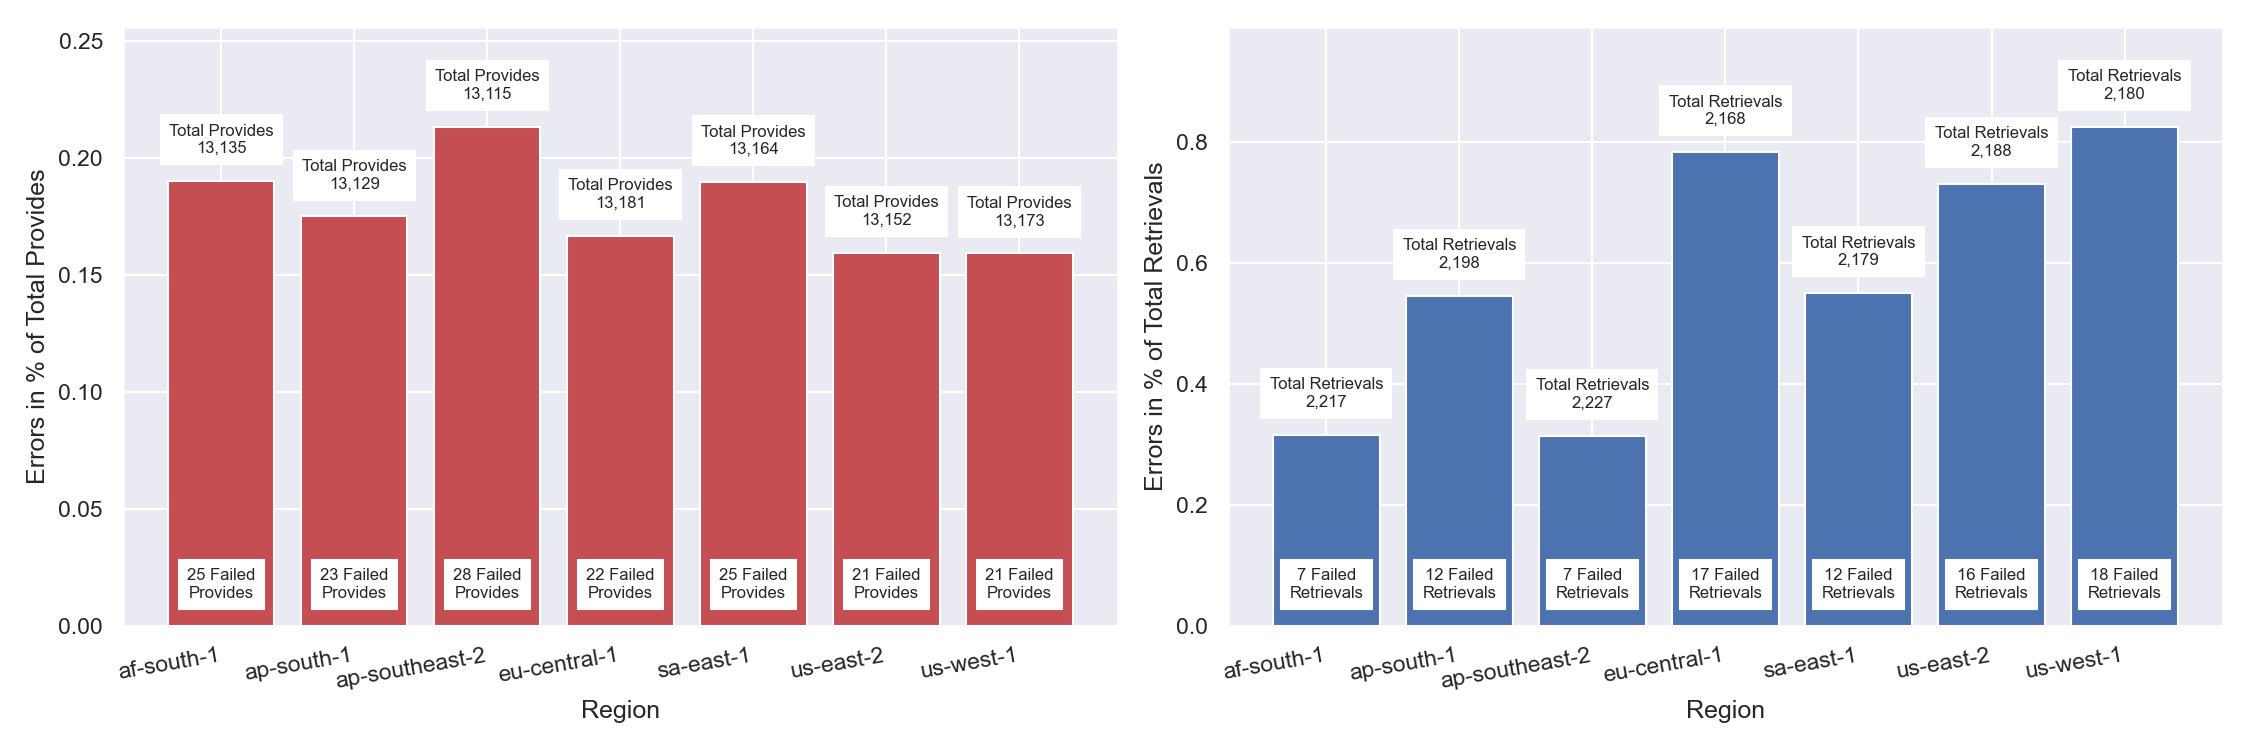 Errors in % of Total Provides
0.25
0.20
0.15
0.10
0.05
0.00
Total Provides
13,135
Total Provides
13,129
Total Provides
13,115
Total Provides
13,181
Total Provides
13,164
Total Provides
13,152
Total Provides
13,173
25 Failed
Provides
23 Failed
Provides
28 Failed
Provides
22 Failed
Provides
25 Failed
Provides
21 Failed
Provides
21 Failed
Provides
af-south-1
ap-south-1
ap-southeast-2
eu-central-1
sa-east-1
us-east-2
us-west-1
Region
Errors in % of Total Retrievals
0.8
0.6
0.4
0.2
0.0
Total Retrievals
2,217
Total Retrievals
2,198
Total Retrievals
2,227
Total Retrievals
2,168
Total Retrievals
2,179
Total Retrievals
2,188
Total Retrievals
2,180
7 Failed
Retrievals
12 Failed
Retrievals
7 Failed
Retrievals
17 Failed
Retrievals
12 Failed
Retrievals
16 Failed
Retrievals
18 Failed
Retrievals
af-south-1
ap-south-1
ap-southeast-2
eu-central-1
sa-east-1
us-east-2
us-west-1
Region